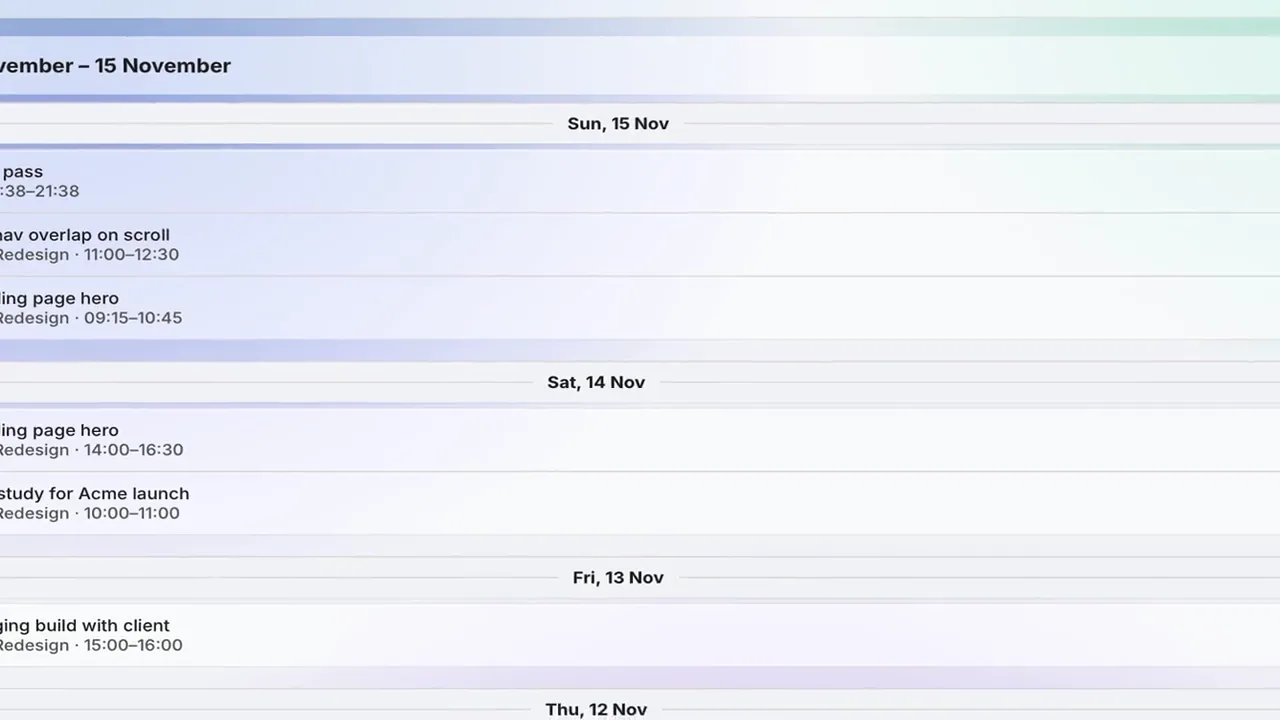 vember – 15 November
Sun, 15 Nov
pass
:38–21:38
nav overlap on scroll
Redesign · 11:00–12:30
ling page hero
Redesign · 09:15–10:45
Sat, 14 Nov
ling page hero
Redesign · 14:00–16:30
study for Acme launch
Redesign · 10:00–11:00
Fri, 13 Nov
ging build with client
Redesign · 15:00–16:00
Thu, 12 Nov